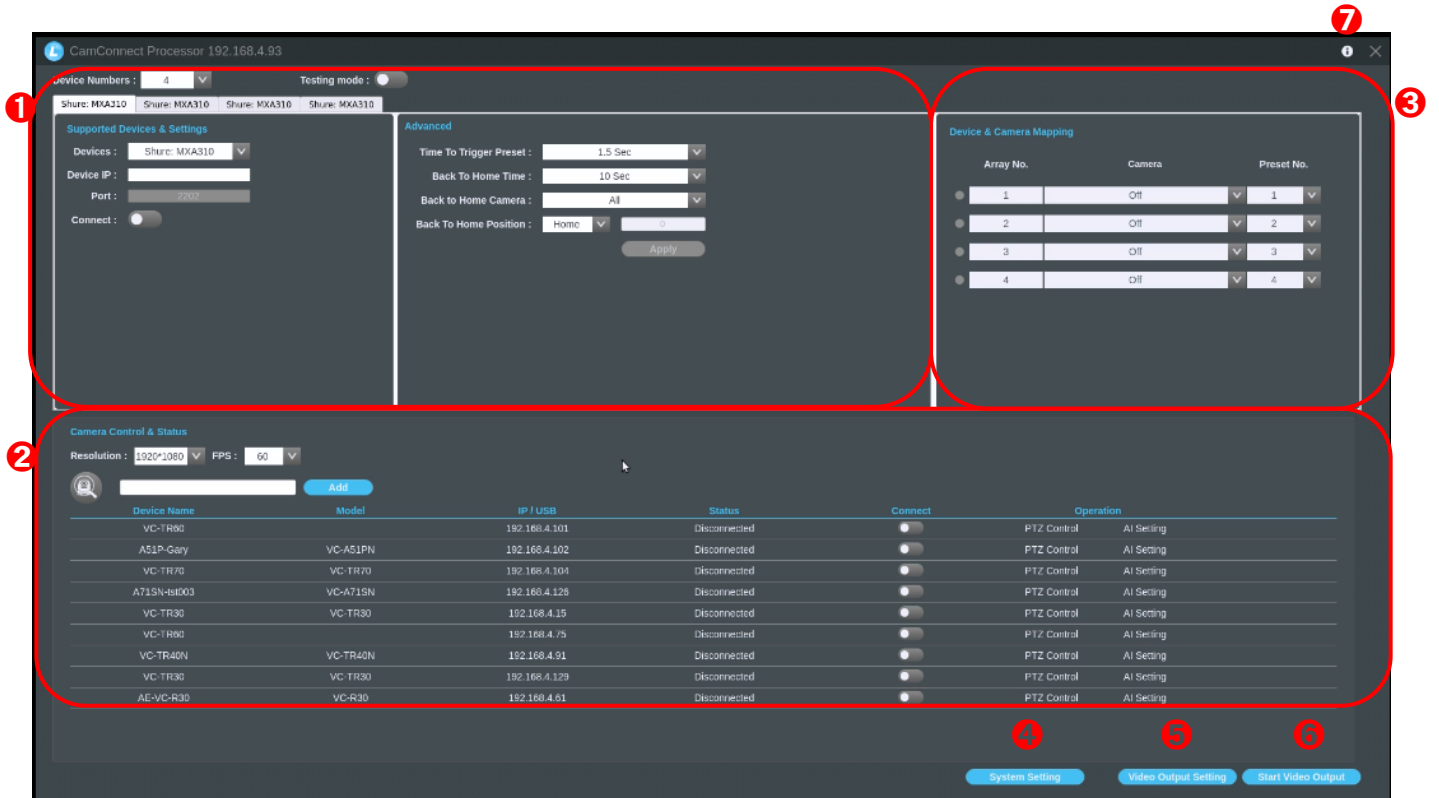 ❼
CamConnect Processor 192.168.4.93
Device Numbers : 4 Testing mode :
❶
❸
Shure: MXA310 Shure: MXA310 Shure: MXA310 Shure: MXA310
Supported Devices & Settings
Devices : Shure: MXA310
Device IP :
Port : 2202
Connect :
Advanced
Time To Trigger Preset : 1.5 Sec
Back To Home Time : 10 Sec
Back to Home Camera : All
Back To Home Position : Home 0
Apply
Device & Camera Mapping
Array No. Camera Preset No.
1 Off 1
2 Off 2
3 Off 3
4 Off 4
❷
Camera Control & Status
Resolution : 1920*1080 FPS : 60
Add
Device Name Model IP / USB Status Connect Operation
VC-TR60 192.168.4.101 Disconnected PTZ Control AI Setting
A51P-Gary VC-A51PN 192.168.4.102 Disconnected PTZ Control AI Setting
VC-TR70 VC-TR70 192.168.4.104 Disconnected PTZ Control AI Setting
A71SN-tst003 VC-A71SN 192.168.4.126 Disconnected PTZ Control AI Setting
VC-TR30 VC-TR30 192.168.4.15 Disconnected PTZ Control AI Setting
VC-TR60 192.168.4.75 Disconnected PTZ Control AI Setting
VC-TR40N VC-TR40N 192.168.4.91 Disconnected PTZ Control AI Setting
VC-TR30 VC-TR30 192.168.4.129 Disconnected PTZ Control AI Setting
AE-VC-R30 VC-R30 192.168.4.61 Disconnected PTZ Control AI Setting
❹ ❺ ❻
System Setting Video Output Setting Start Video Output